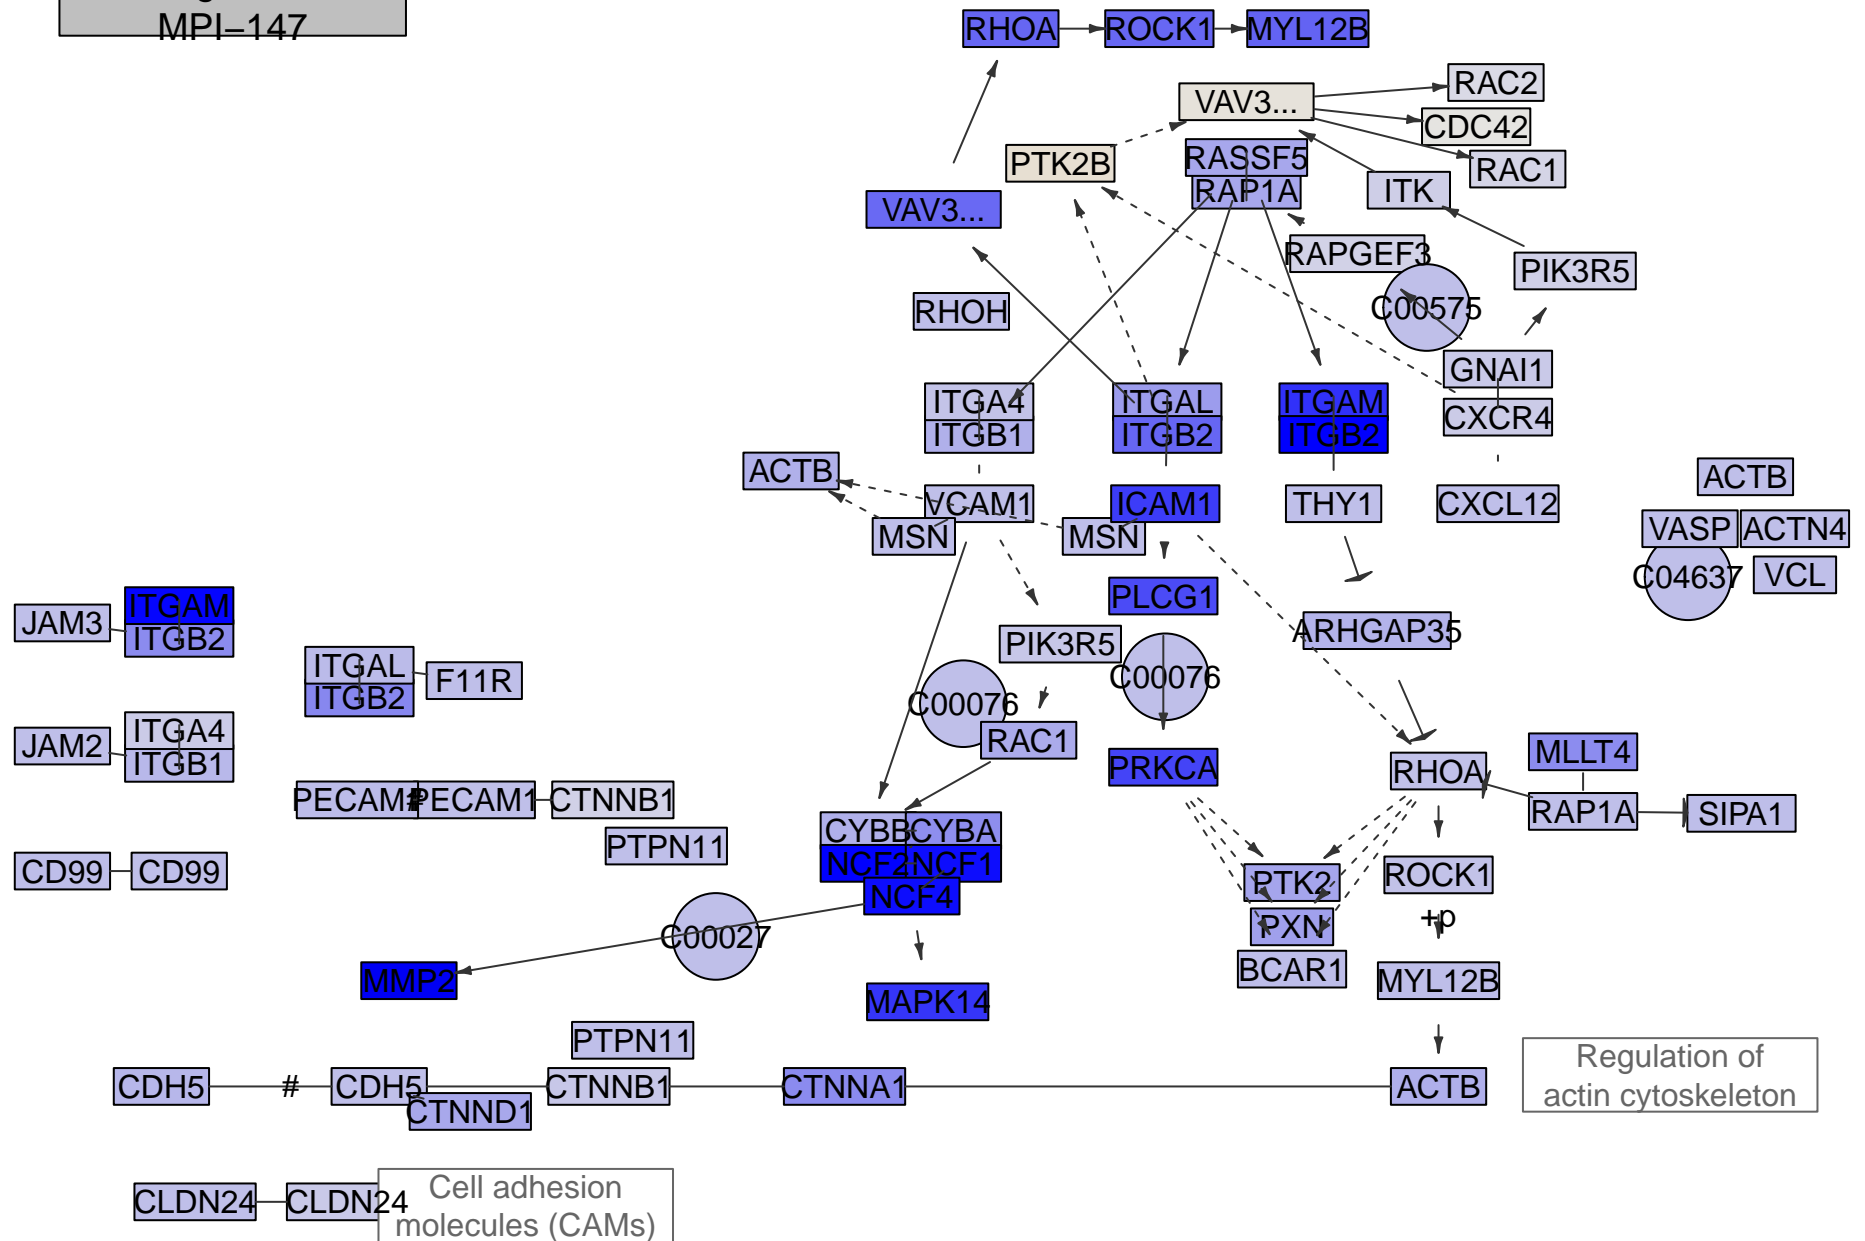 MPI–147
RHOA
ROCK1
MYL12B
RAC2
VAV3...
CDC42
RASSF5
PTK2B
RAC1
RAP1A
ITK
VAV3...
RAPGEF3
PIK3R5
RHOH
C00575
GNAI1
ITGA4
ITGAL
ITGAM
CXCR4
ITGB1
ITGB2
ITGB2
ACTB
ACTB
VCAM1
ICAM1
THY1
CXCL12
MSN
MSN
VASP
ACTN4
C04637
VCL
PLCG1
ITGAM
JAM3
ITGB2
ARHGAP35
PIK3R5
ITGAL
F11R
C00076
ITGB2
C00076
ITGA4
JAM2
ITGB1
RAC1
PRKCA
RHOA
MLLT4
PECAM1
#
PECAM1
CTNNB1
RAP1A
SIPA1
CYBB
CYBA
PTPN11
NCF2
NCF1
CD99
CD99
NCF4
PTK2
ROCK1
+p
PXN
C00027
BCAR1
MMP2
MYL12B
MAPK14
PTPN11
CDH5
#
CDH5
CTNNB1
CTNNA1
ACTB
CTNND1
Regulation of
actin cytoskeleton
CLDN24
CLDN24
Cell adhesion
molecules (CAMs)